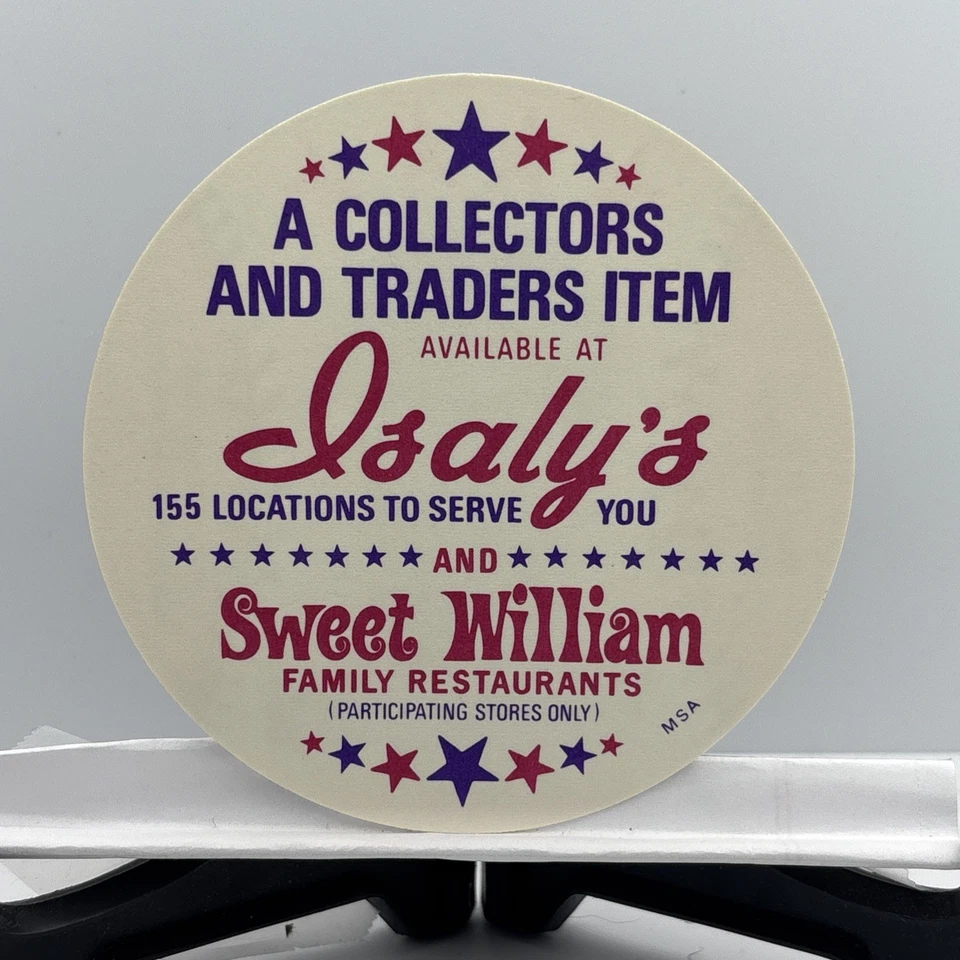 A COLLECTORS
AND TRADERS ITEM
AVAILABLE AT
Isaly's
155 LOCATIONS TO SERVE YOU
AND
Sweet William
FAMILY RESTAURANTS
(PARTICIPATING STORES ONLY)
MSA